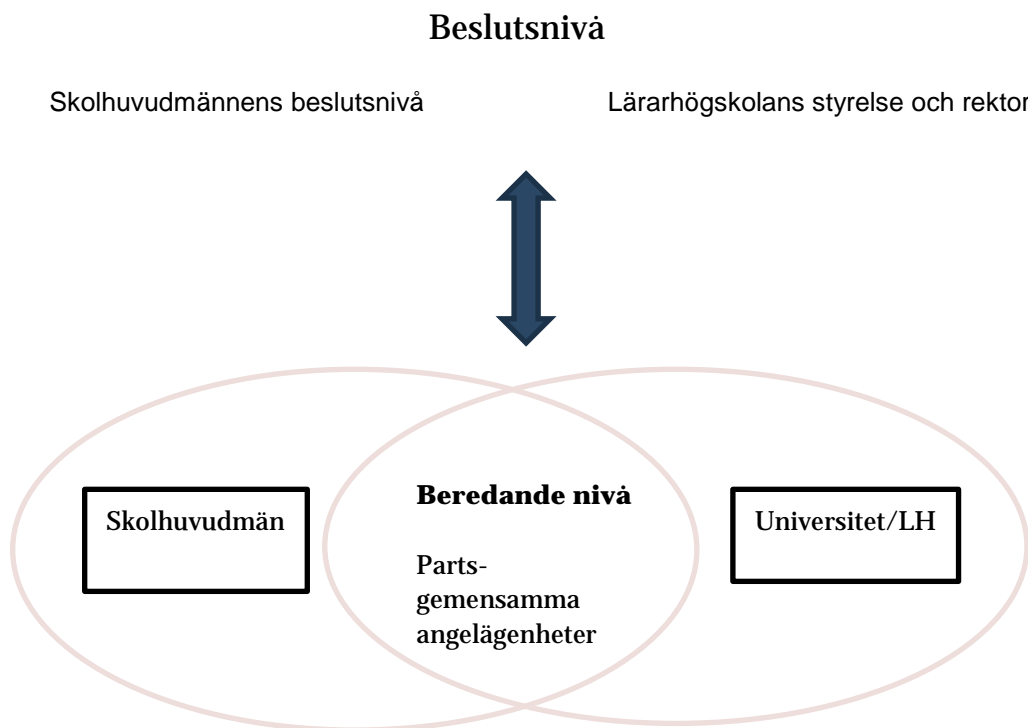 Beslutsnivå
Skolhuvudmännens beslutsnivå
Lärarhögskolans styrelse och rektor
Skolhuvudmän
Beredande nivå
Parts-
gemensamma
angelägenheter
Universitet/LH